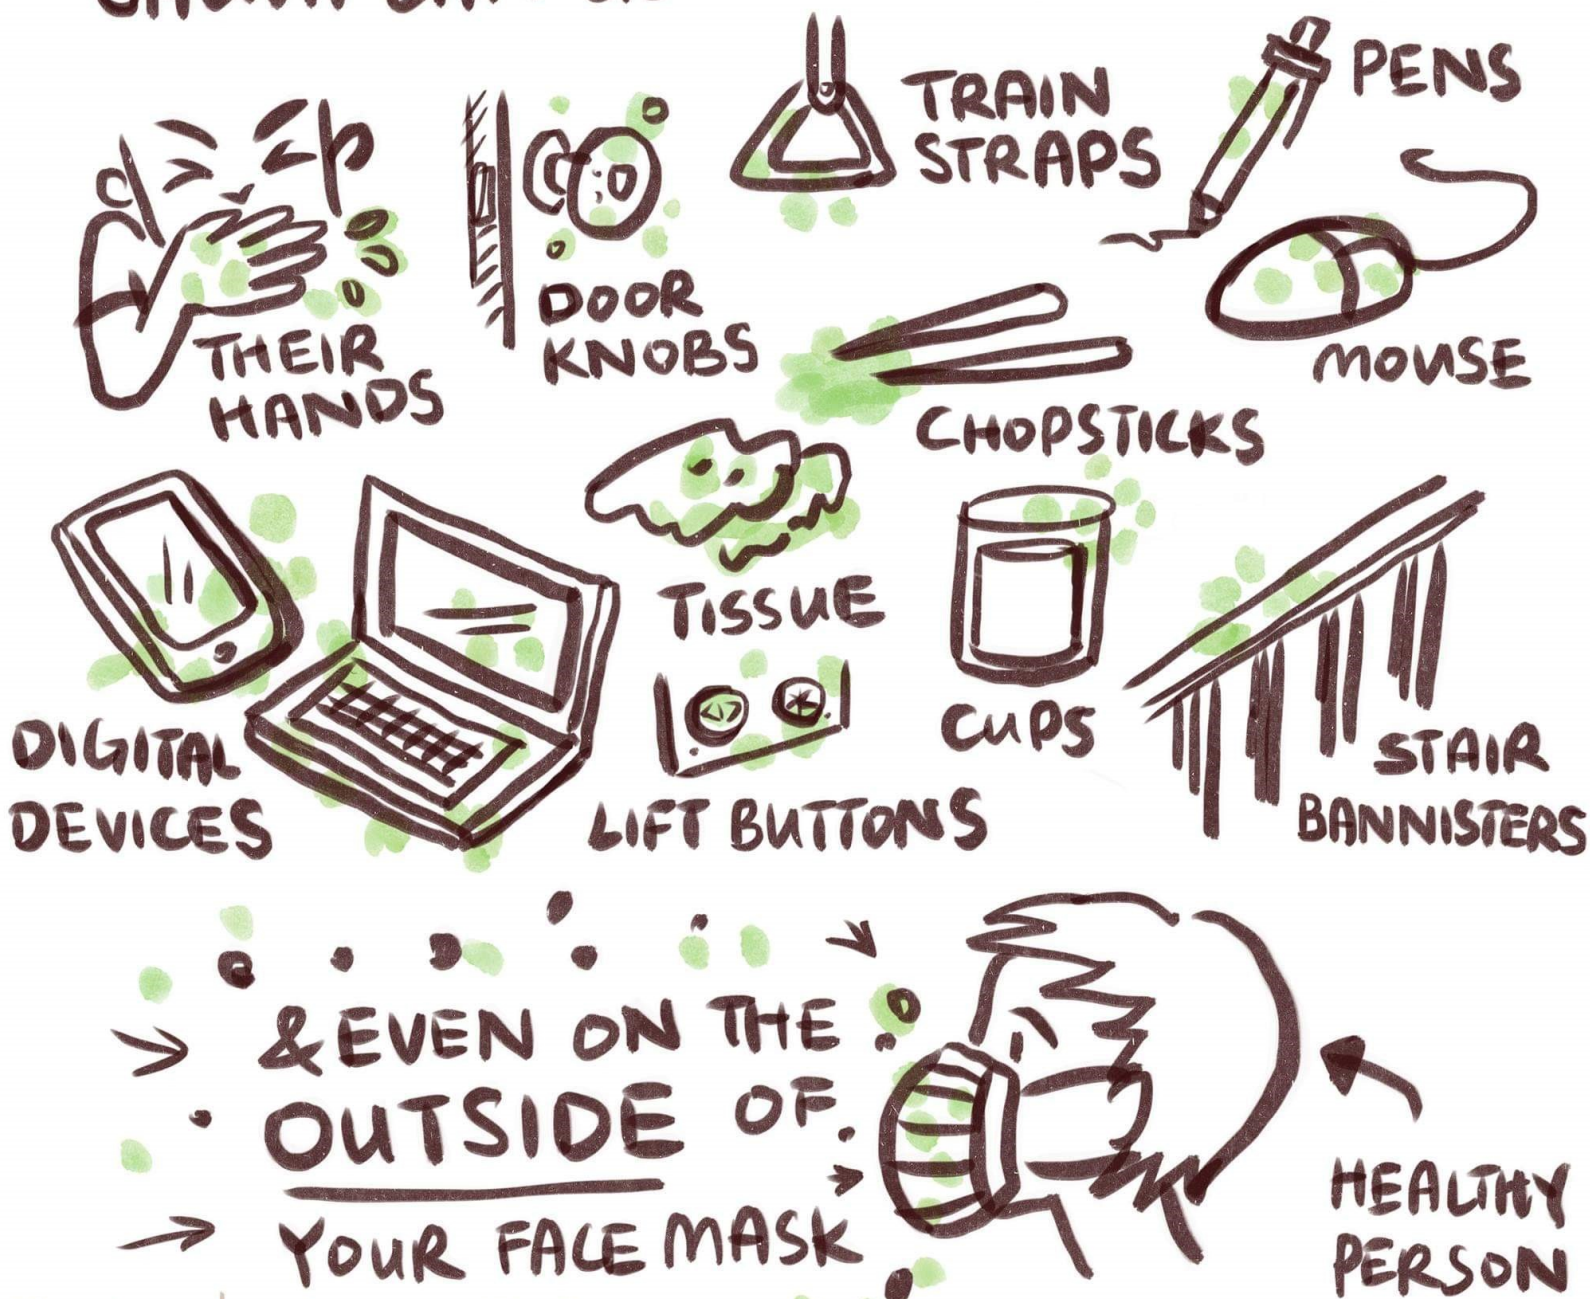 TRAIN
STRAPS
PENS
THEIR
HANDS
DOOR
KNOBS
MOUSE
CHOPSTICKS
TISSUE
DIGITAL
DEVICES
LIFT BUTTONS
CUPS
STAIR
BANNISTERS
& EVEN ON THE
OUTSIDE OF
YOUR FACE MASK
HEALTHY
PERSON